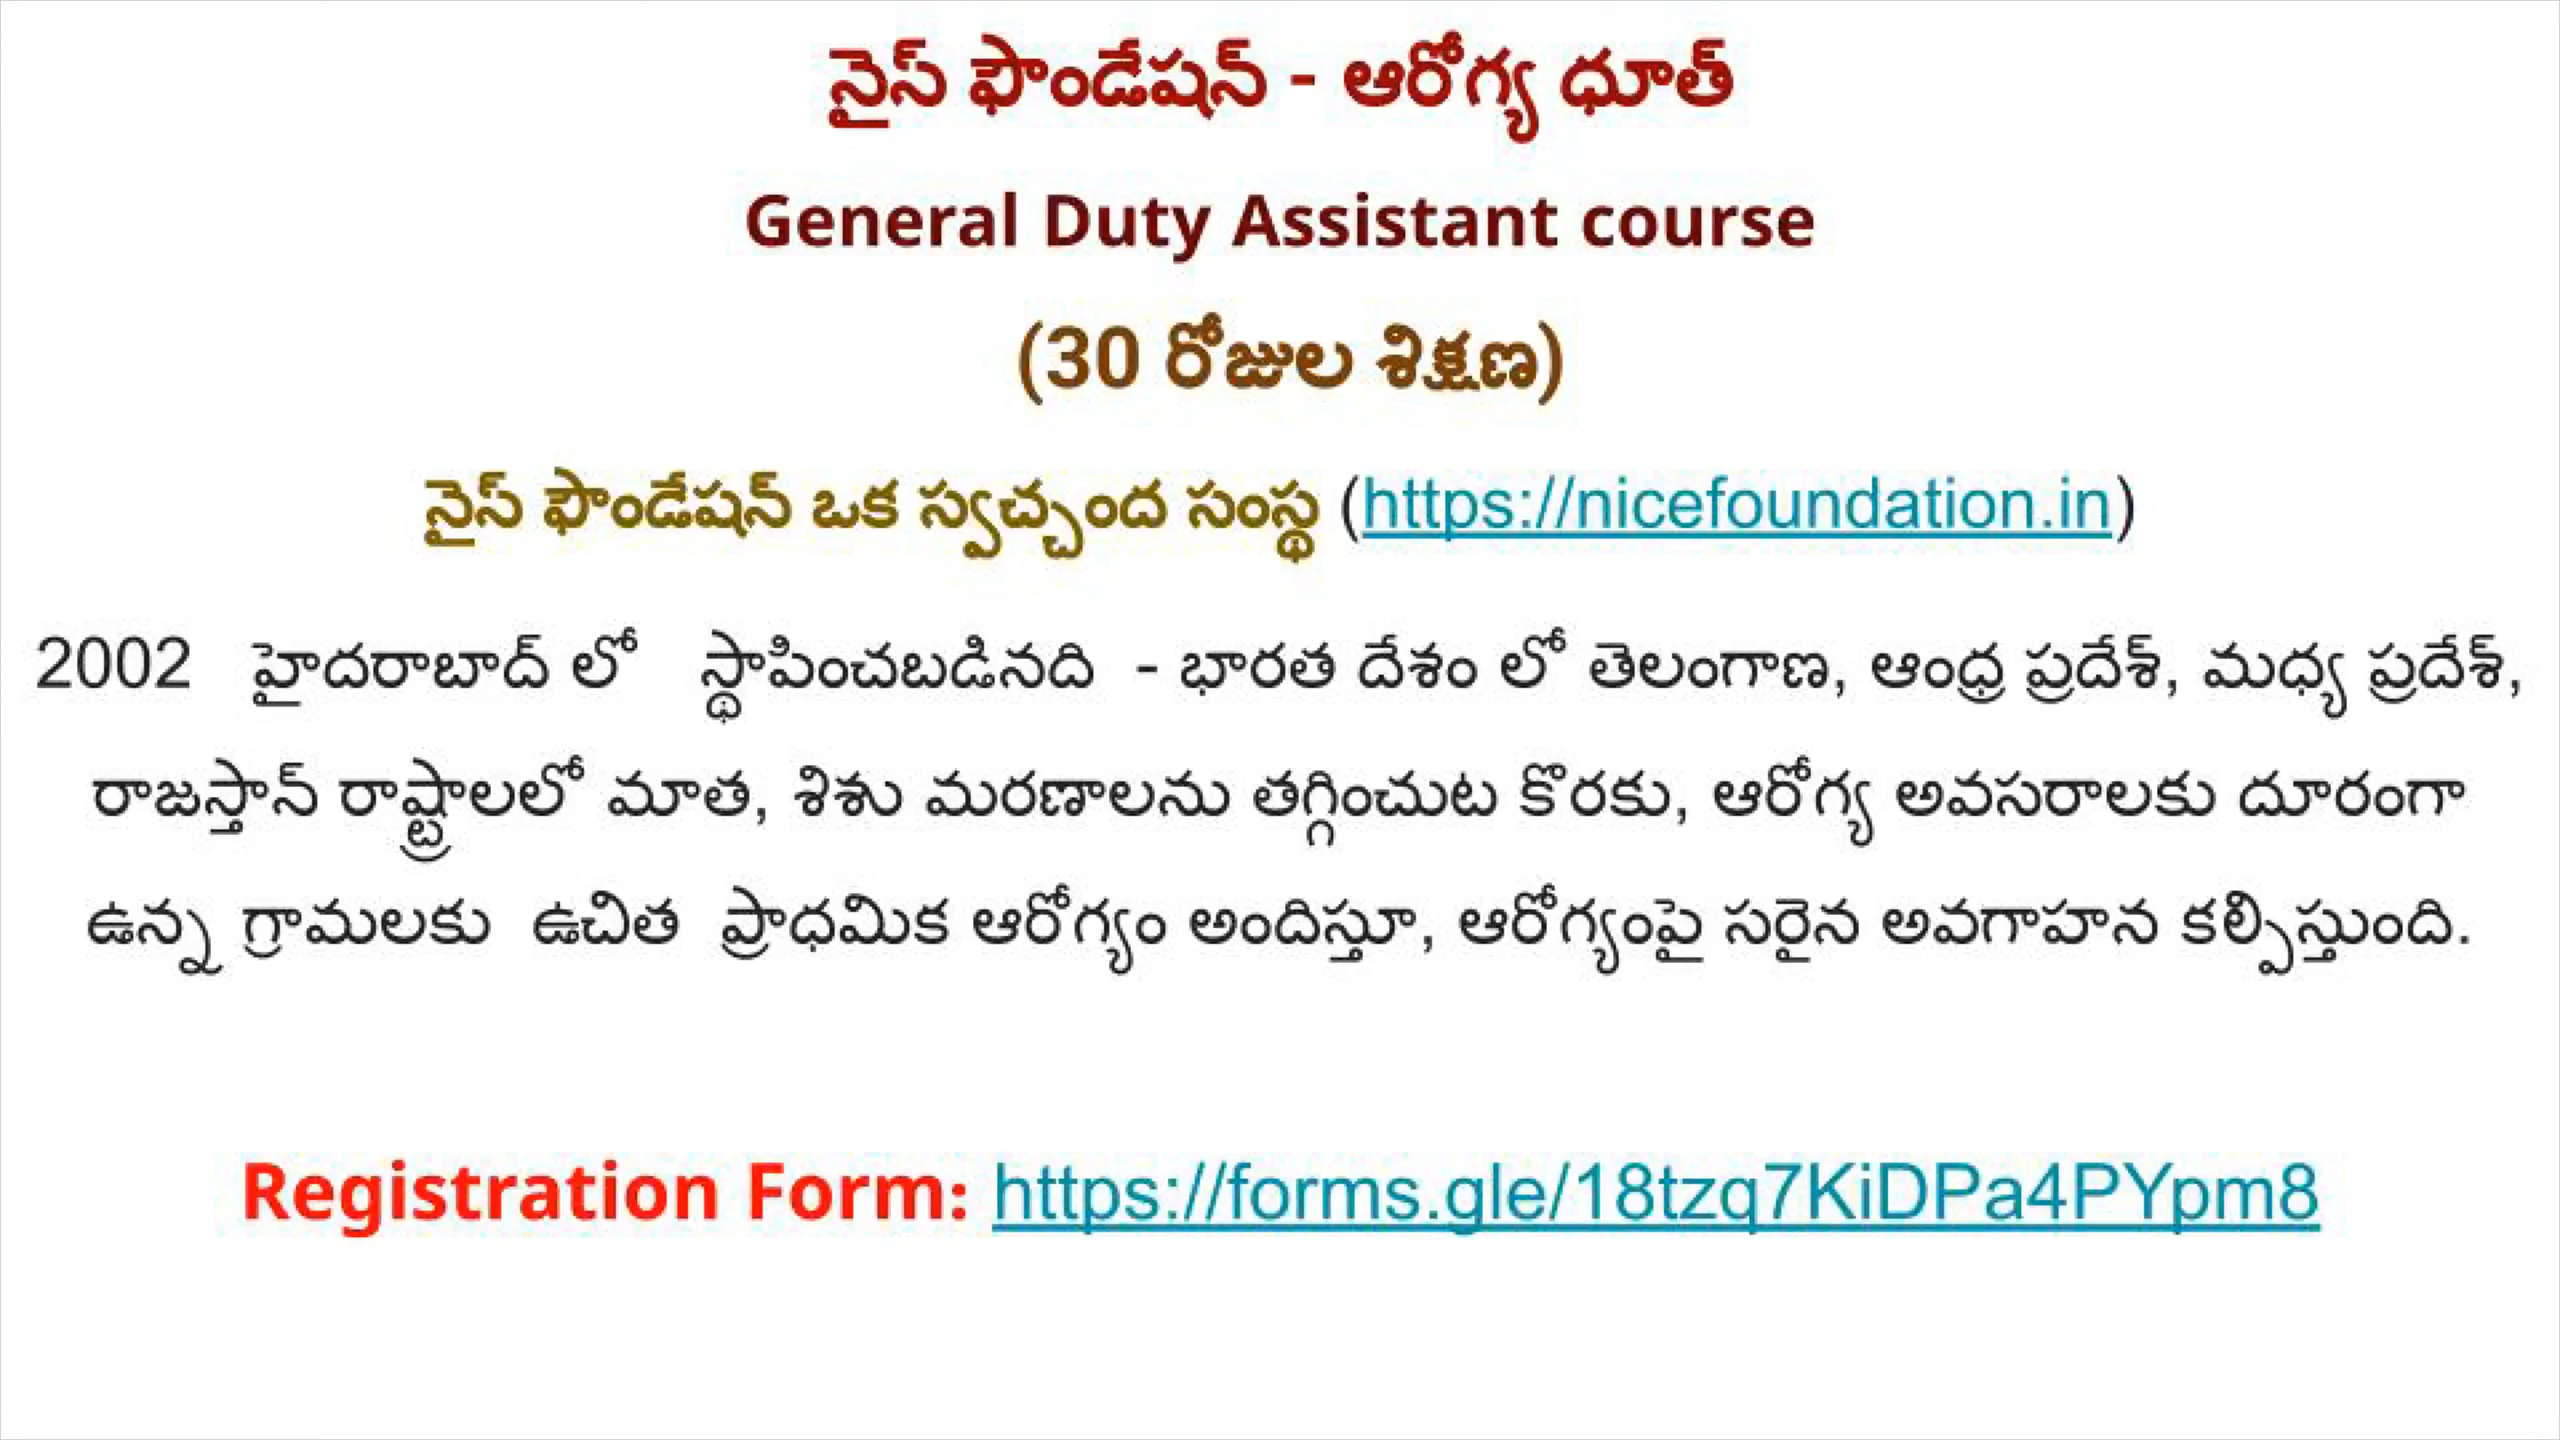 నైస్ ఫౌండేషన్ - ఆరోగ్య ధూత్
General Duty Assistant course
(30 రోజుల శిక్షణ)
నైస్ ఫౌండేషన్ ఒక స్వచ్చంద సంస్థ (https://nicefoundation.in)
2002 హైదరాబాద్ లో స్థాపించబడినది - భారత దేశం లో తెలంగాణ, ఆంధ్ర ప్రదేశ్, మధ్య ప్రదేశ్,
రాజస్తాన్ రాష్ట్రాలలో మాత, శిశు మరణాలను తగ్గించుట కొరకు, ఆరోగ్య అవసరాలకు దూరంగా
ఉన్న గ్రామలకు ఉచిత ప్రాధమిక ఆరోగ్యం అందిస్తూ, ఆరోగ్యంపై సరైన అవగాహన కల్పిస్తుంది.
Registration Form: https://forms.gle/18tzq7KiDPa4PYpm8